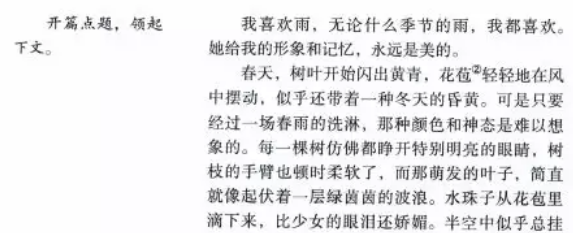 开篇点题，领起
下文。
我喜欢雨，无论什么季节的雨，我都喜欢。
她给我的形象和记忆，永远是美的。
春天，树叶开始闪出黄青，花苞②轻轻地在风
中摆动，似乎还带着一种冬天的昏黄。可是只要
经过一场春雨的洗淋，那种颜色和神态是难以想
象的。每一棵树仿佛都睁开特别明亮的眼睛，树
枝的手臂也顿时柔软了，而那萌发的叶子，简直
就像起伏着一层绿茵茵的波浪。水珠子从花苞里
滴下来，比少女的眼泪还娇媚。半空中似乎总挂